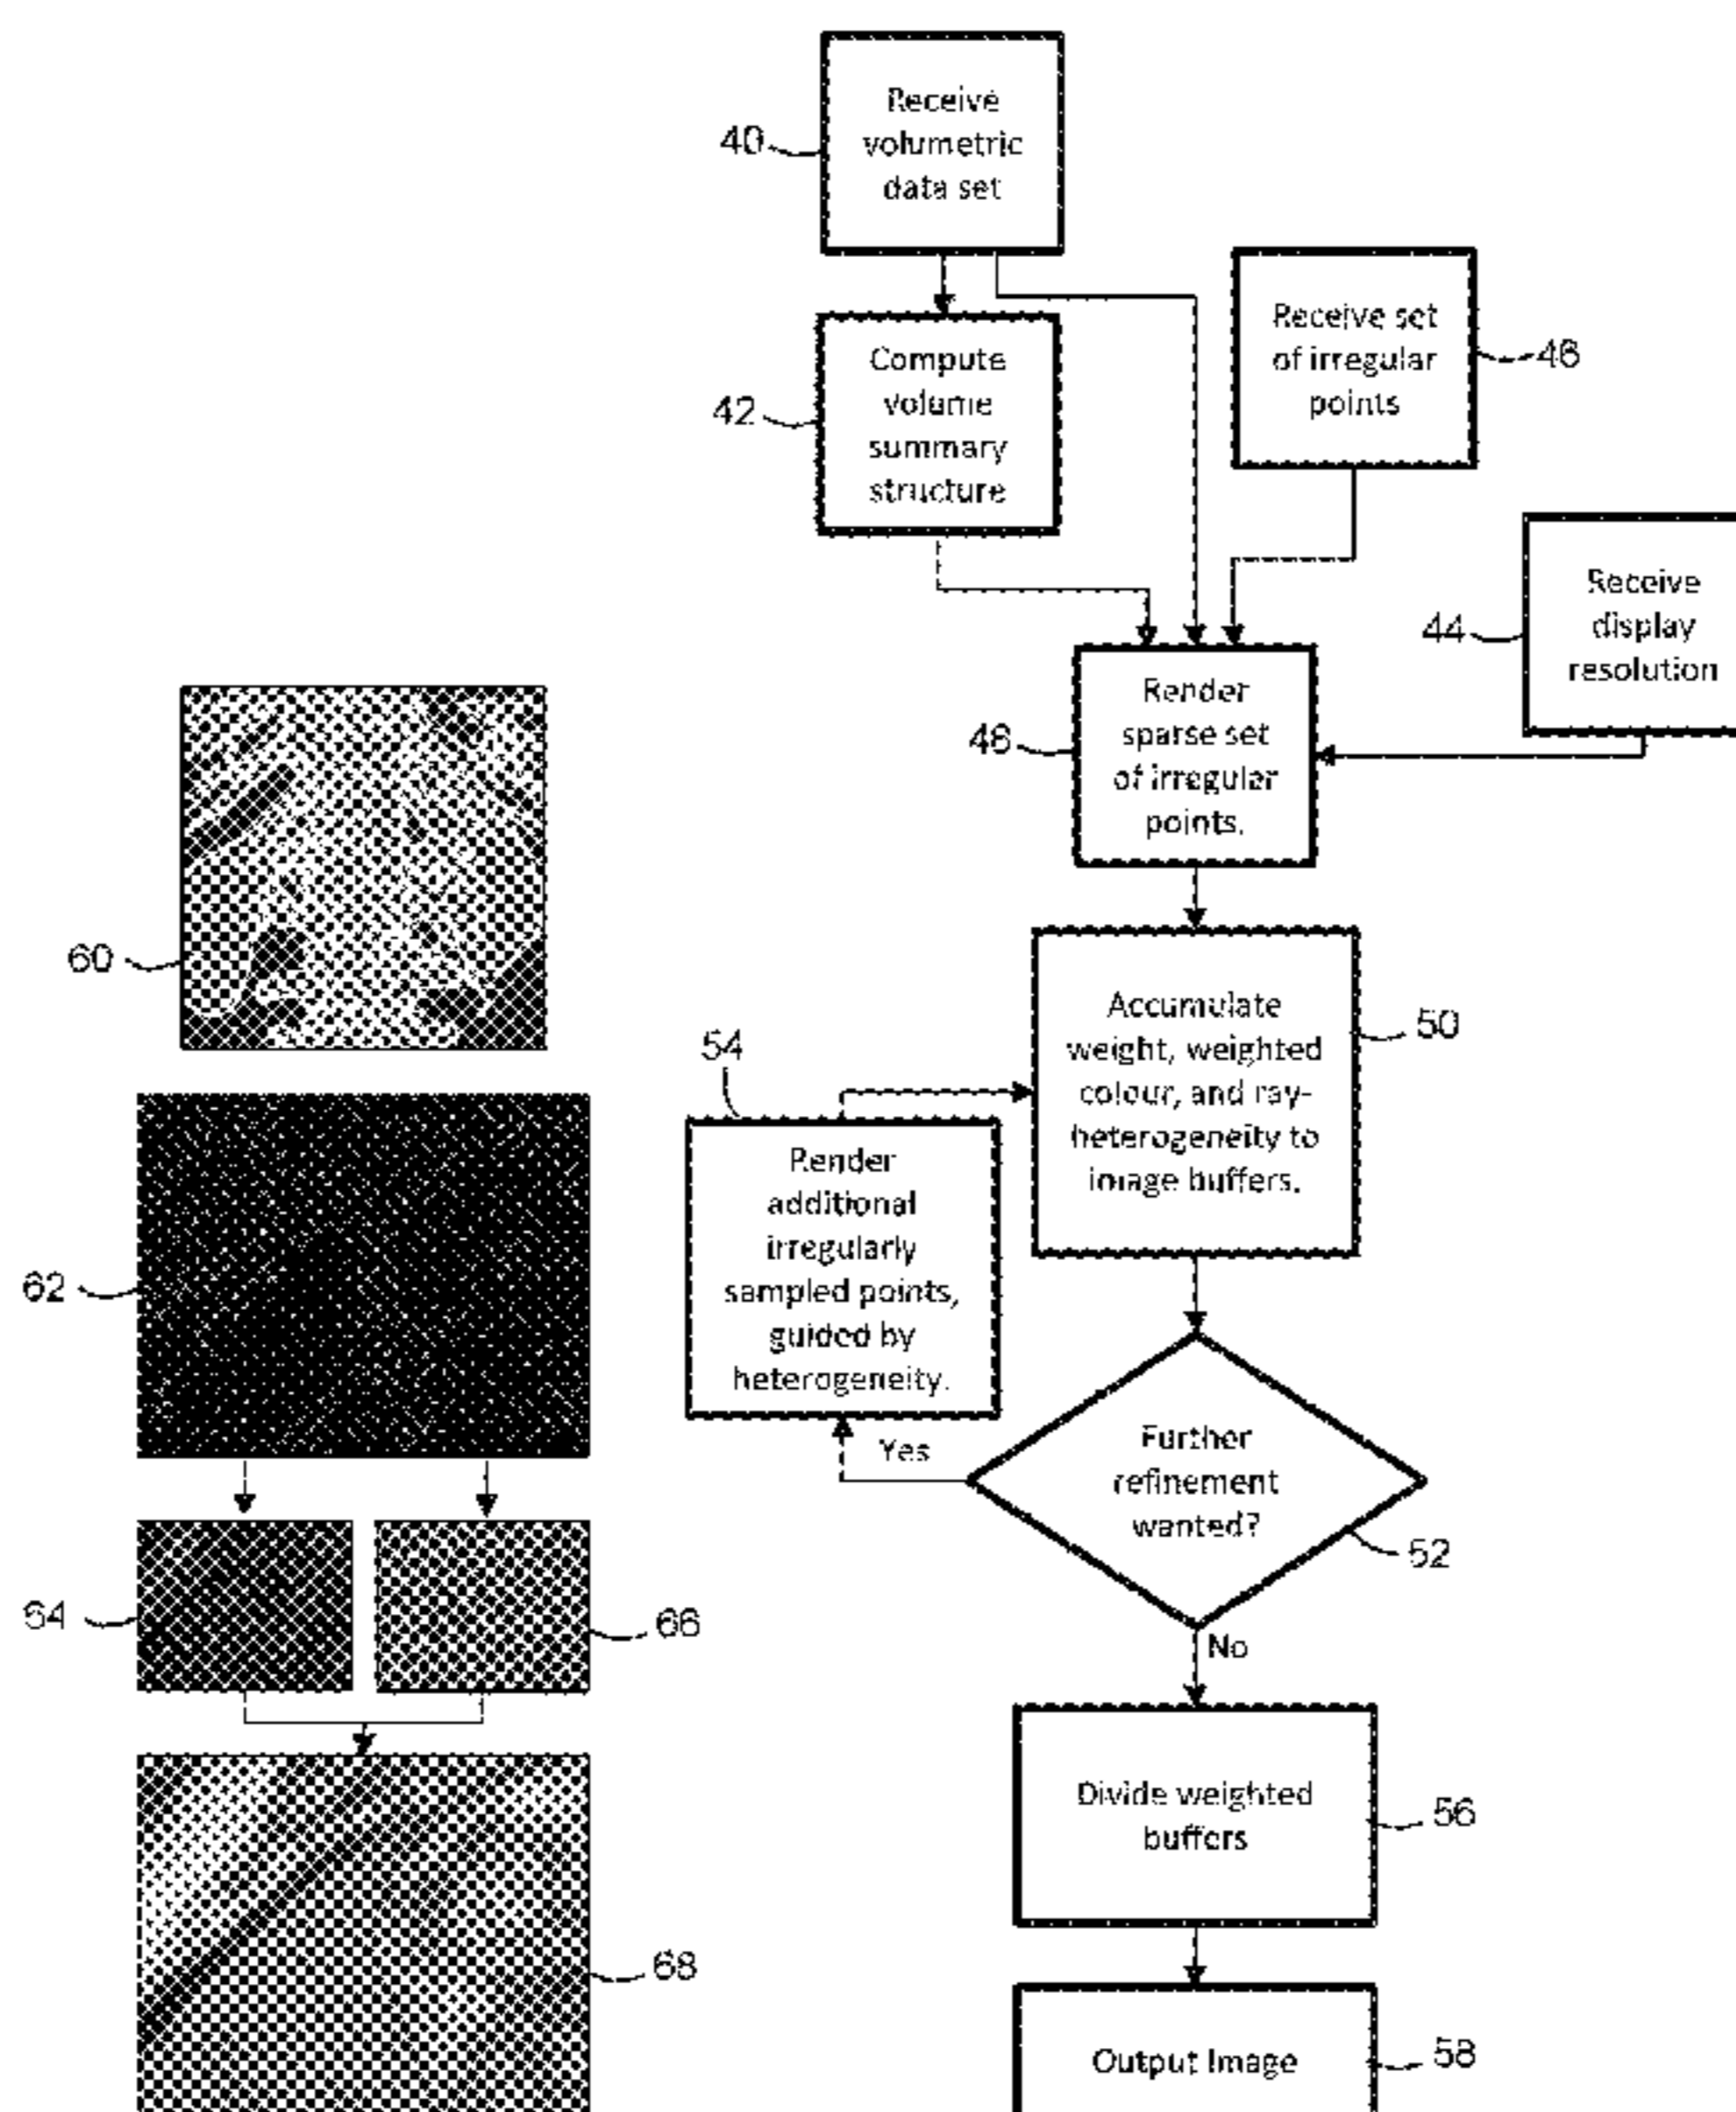 40
Receive
volumetric
data set
42
Compute
volume
summary
structure
Receive set
of irregular
points
46
44
Receive
display
resolution
48
Render
sparse set
of irregular
points.
50
Accumulate
weight, weighted
colour, and ray-
heterogeneity to
image buffers.
54
Render
additional
irregularly
sampled points,
guided by
heterogeneity.
Yes
Further
refinement
wanted?
52
No
Divide weighted
buffers
56
Output Image
58
60
62
64
66
68